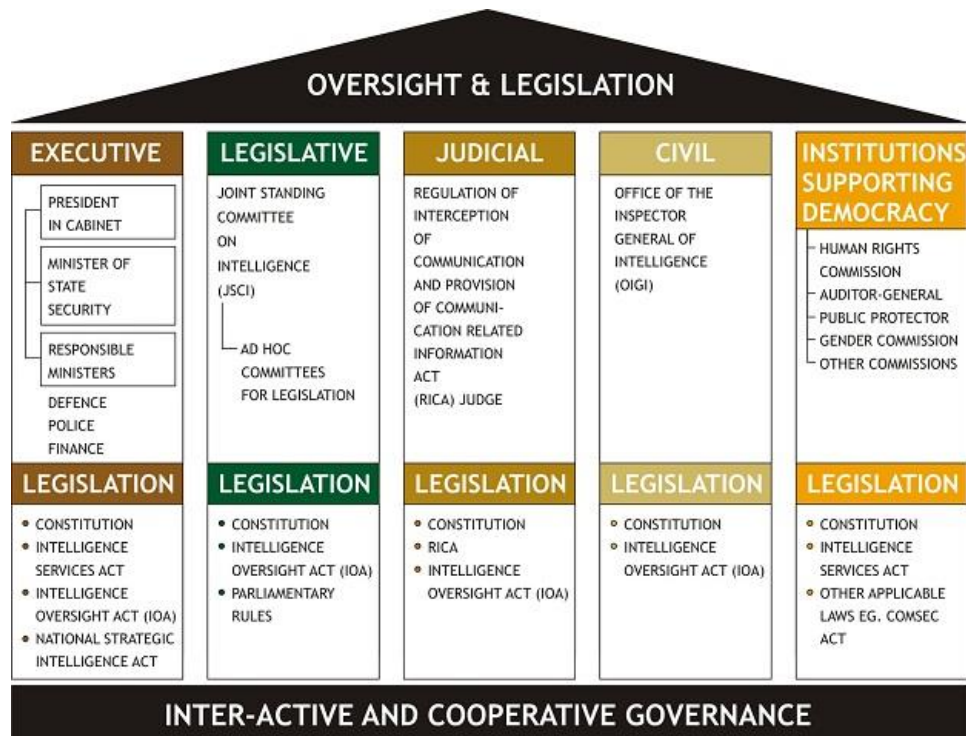 OVERSIGHT & LEGISLATION
EXECUTIVE
PRESIDENT
IN CABINET
MINISTER OF
STATE
SECURITY
RESPONSIBLE
MINISTERS
DEFENCE
POLICE
FINANCE
LEGISLATION
CONSTITUTION
INTELLIGENCE
SERVICES ACT
INTELLIGENCE
OVERSIGHT ACT (IOA)
NATIONAL STRATEGIC
INTELLIGENCE ACT
LEGISLATIVE
JOINT STANDING
COMMITTEE
ON
INTELLIGENCE
(JSCI)
AD HOC
COMMITTEES
FOR LEGISLATION
LEGISLATION
CONSTITUTION
INTELLIGENCE
OVERSIGHT ACT (IOA)
PARLIAMENTARY
RULES
JUDICIAL
REGULATION OF
INTERCEPTION
OF
COMMUNICATION
AND PROVISION
OF COMMUNI-
CATION RELATED
INFORMATION
ACT
(RICA) JUDGE
LEGISLATION
CONSTITUTION
RICA
INTELLIGENCE
OVERSIGHT ACT (IOA)
CIVIL
OFFICE OF THE
INSPECTOR
GENERAL OF
INTELLIGENCE
(OIGI)
LEGISLATION
CONSTITUTION
INTELLIGENCE
OVERSIGHT ACT (IOA)
INSTITUTIONS
SUPPORTING
DEMOCRACY
HUMAN RIGHTS
COMMISSION
AUDITOR-GENERAL
PUBLIC PROTECTOR
GENDER COMMISSION
OTHER COMMISSIONS
LEGISLATION
CONSTITUTION
INTELLIGENCE
SERVICES ACT
OTHER APPLICABLE
LAWS EG. COMSEC
ACT
INTER-ACTIVE AND COOPERATIVE GOVERNANCE